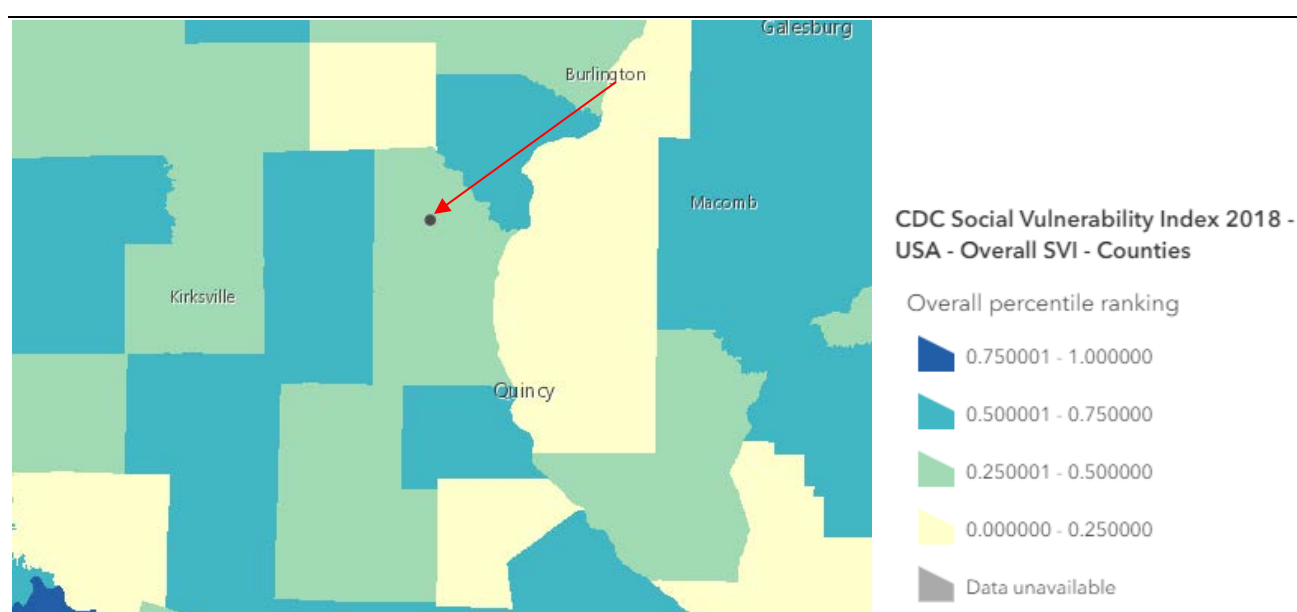 Galesburg
Burlington
Macomb
Kirksville
Quincy
CDC Social Vulnerability Index 2018 -
USA - Overall SVI - Counties
Overall percentile ranking
0.750001 - 1.000000
0.500001 - 0.750000
0.250001 - 0.500000
0.000000 - 0.250000
Data unavailable